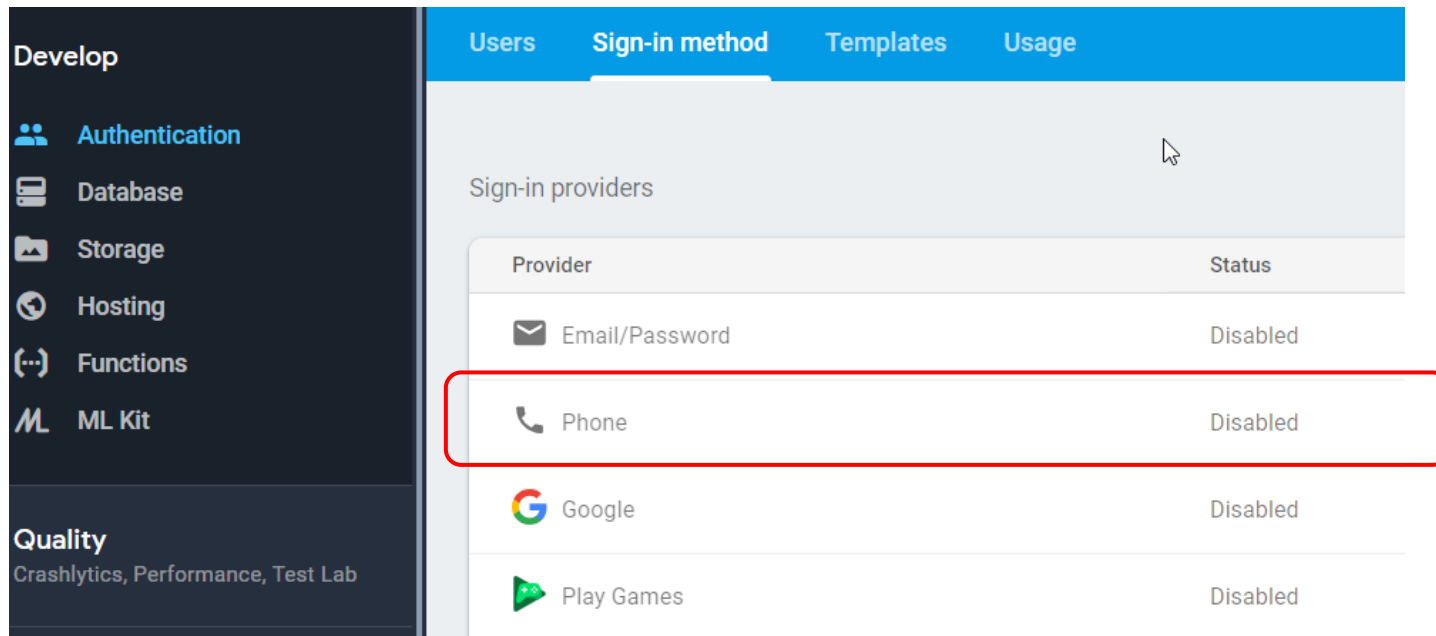 Develop
Authentication
Database
Storage
Hosting
Functions
ML Kit
Quality
Crashlytics, Performance, Test Lab
Users Sign-in method Templates Usage
Sign-in providers
Provider Status
Email/Password Disabled
Phone Disabled
Google Disabled
Play Games Disabled